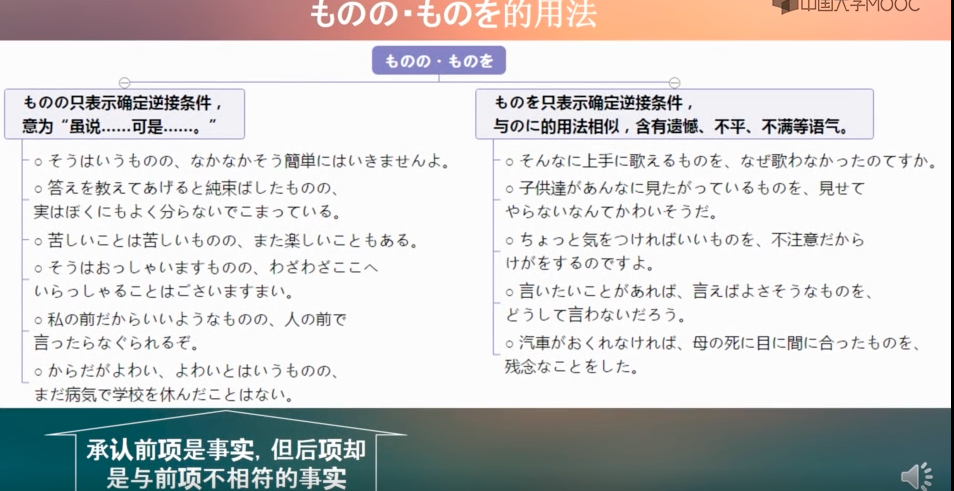 ものの・ものを的用法
中国大学MOOC
ものの・ものを
ものの只表示确定逆接条件，
意为“虽说……可是……。”
○ そうはいうものの、なかなかそう簡単にはいきませんよ。
○ 答えを教えてあげると純束ばしたものの、
実はぼくにもよく分らないでこまっている。
○ 苦しいことは苦しいものの、また楽しいこともある。
○ そうはおっしゃいますものの、わざわざここへ
いらっしゃることはごさいますまい。
○ 私の前だからいいようなものの、人の前で
言ったらなぐられるぞ。
○ からだがよわい、よわいとはいうものの、
まだ病気で学校を休んだことはない。
ものを只表示确定逆接条件，
与のに的用法相似，含有遗憾、不平、不满等语气。
○ そんなに上手に歌えるものを、なぜ歌わなかったのてすか。
○ 子供達があんなに見たがっているものを、見せて
やらないなんてかわいそうだ。
○ ちょっと気をつければいいものを、不注意だから
けがをするのですよ。
○ 言いたいことがあれば、言えばよさそうなものを、
どうして言わないだろう。
○ 汽車がおくれなければ、母の死に目に間に合ったものを、
残念なことをした。
承认前项是事实，但后项却
是与前项不相符的事实